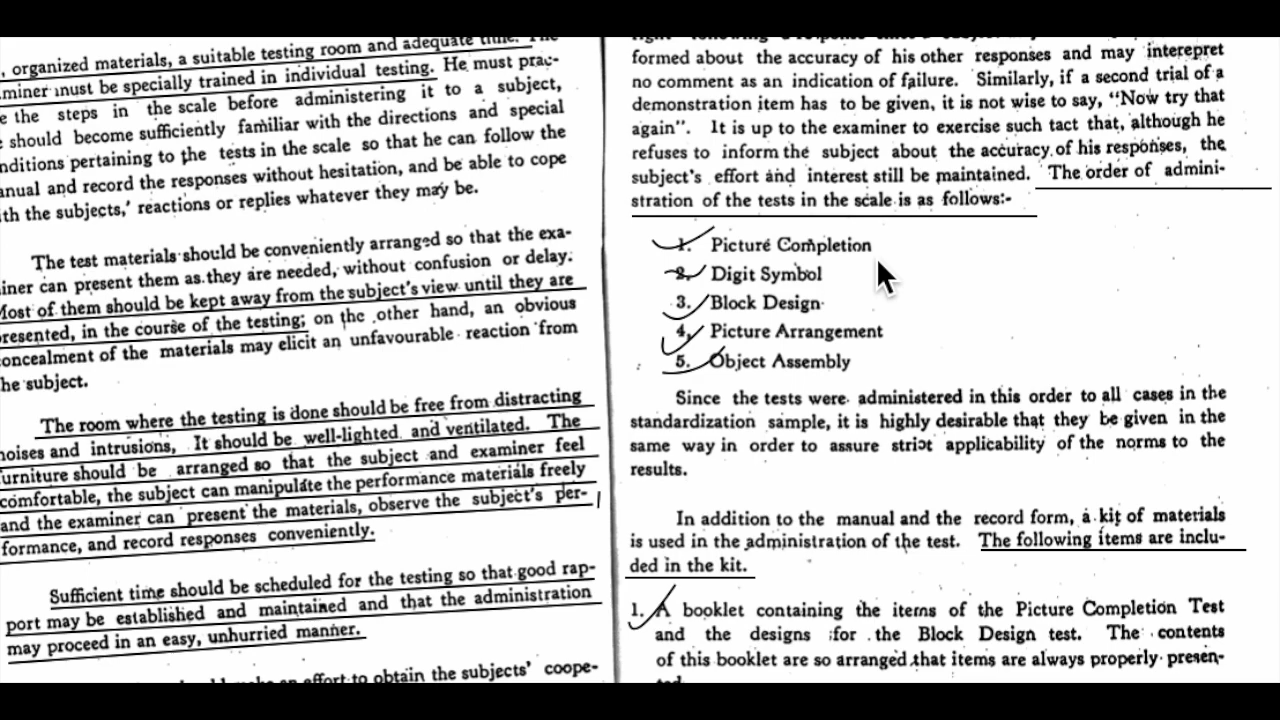 , organized materials, a suitable testing room and adequate time. The
miner must be specially trained in individual testing. He must prac-
e the steps in the scale before administering it to a subject,
should become sufficiently familiar with the directions and special
nditions pertaining to the tests in the scale so that he can follow the
anual and record the responses without hesitation, and be able to cope
ith the subjects,' reactions or replies whatever they may be.
The test materials should be conveniently arranged so that the exa-
iner can present them as they are needed, without confusion or delay.
Most of them should be kept away from the subject's view until they are
resented, in the course of the testing; on the other hand, an obvious
oncealment of the materials may elicit an unfavourable reaction from
he subject.
The room where the testing is done should be free from distracting
noises and intrusions, It should be well-lighted and ventilated. The
urniture should be arranged so that the subject and examiner feel
comfortable, the subject can manipulate the performance materials freely
and the examiner can present the materials, observe the subject's per-
formance, and record responses conveniently.
Sufficient time should be scheduled for the testing so that good rap-
port may be established and maintained and that the administration
may proceed in an easy, unhurried manner.
effort to obtain the subjects' coope-
formed about the accuracy of his other responses and may interepret
no comment as an indication of failure. Similarly, if a second trial of a
demonstration item has to be given, it is not wise to say, "Now try that
again". It is up to the examiner to exercise such tact that, although he
refuses to inform the subject about the accuracy of his responses, the
subject's effort and interest still be maintained. The order of admini-
stration of the tests in the scale is as follows:-
1. Picture Completion
2. Digit Symbol
3. Block Design
4. Picture Arrangement
5. Object Assembly
Since the tests were administered in this order to all cases in the
standardization sample, it is highly desirable that they be given in the
same way in order to assure strict applicability of the norms to the
results.
In addition to the manual and the record form, a kit of materials
is used in the administration of the test. The following items are inclu-
ded in the kit.
1. A booklet containing the items of the Picture Completion Test
and the designs for the Block Design test. The contents
of this booklet are so arranged that items are always properly presen-